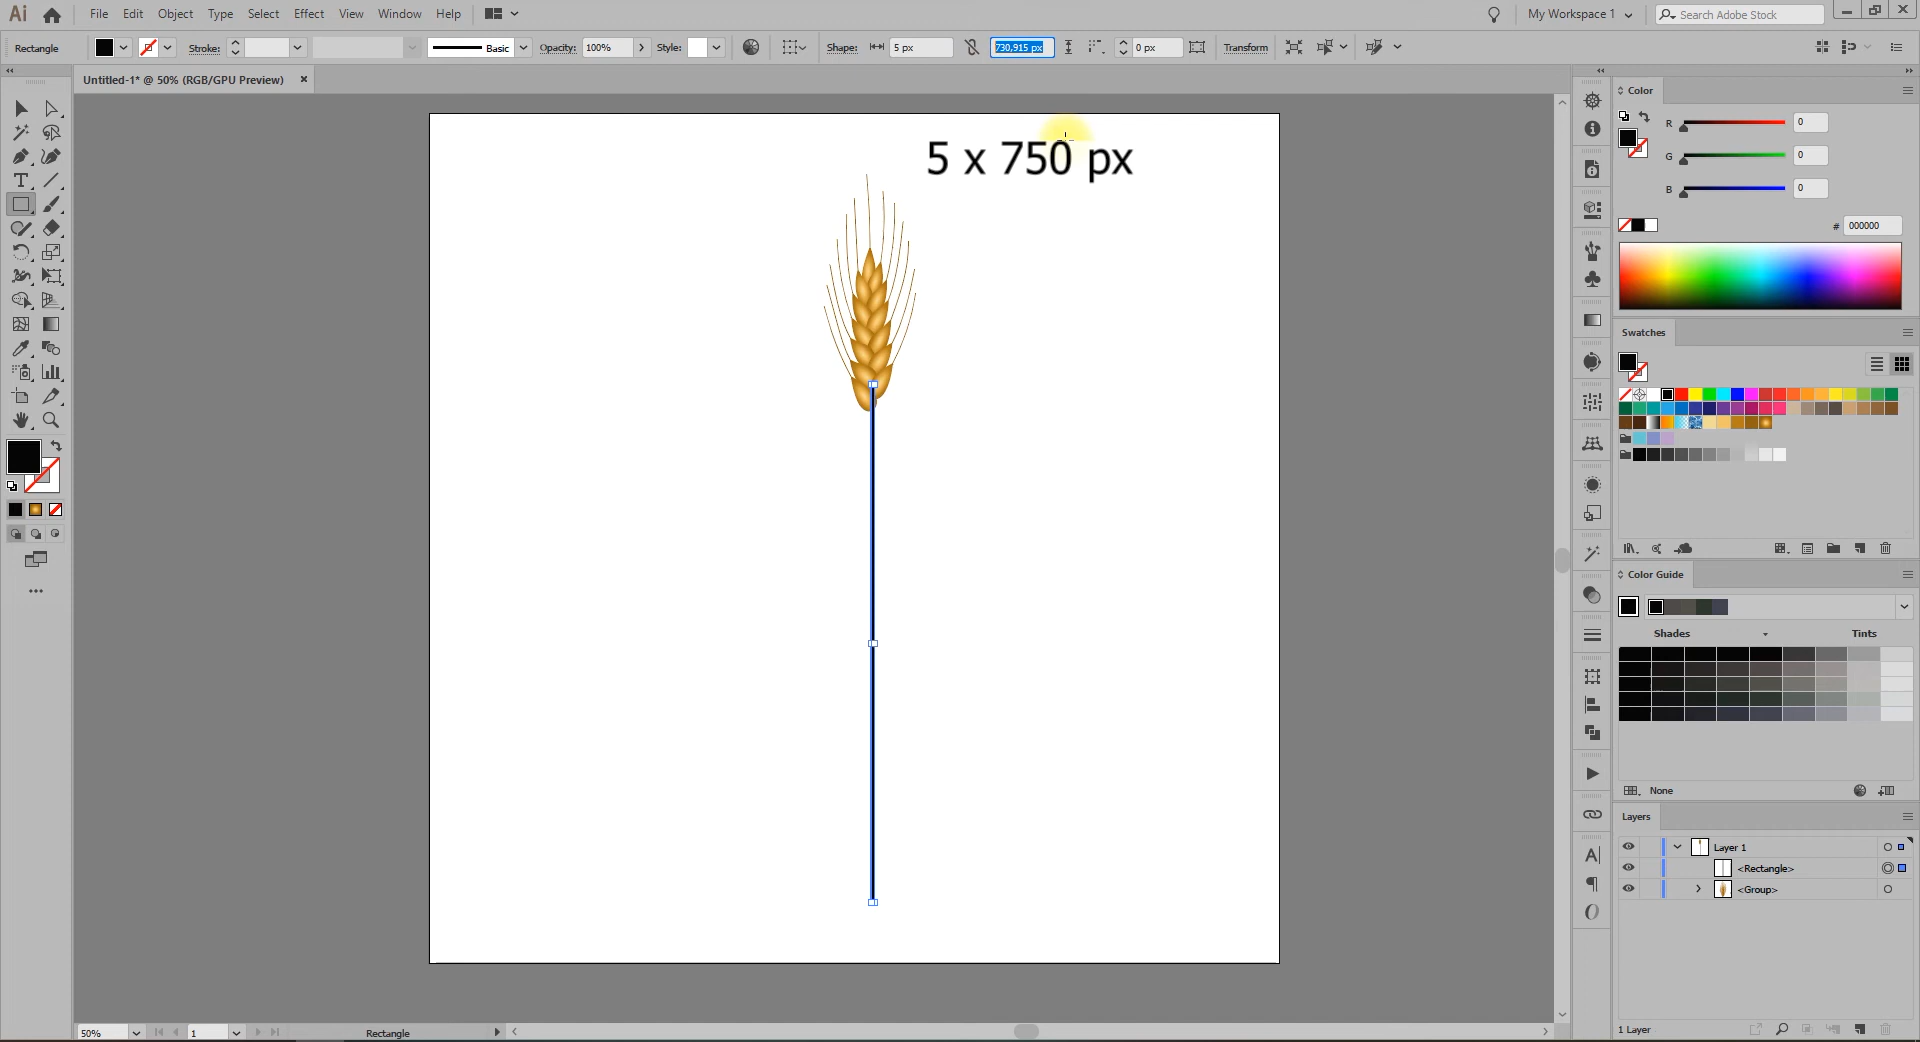 Ai File Edit Object Type Select Effect View Window Help My Workspace 1 Search Adobe Stock
Rectangle Stroke: Basic Opacity: 100% Style: Shape: 5 px 730,915 px 0 px Transform
Untitled-1* @ 50% (RGB/GPU Preview)
5 x 750 px
Color
R 0
G 0
B 0
# 000000
Swatches
Color Guide
Shades Tints
None
Layers
Layer 1
<Rectangle>
<Group>
1 Layer
50% 1 Rectangle